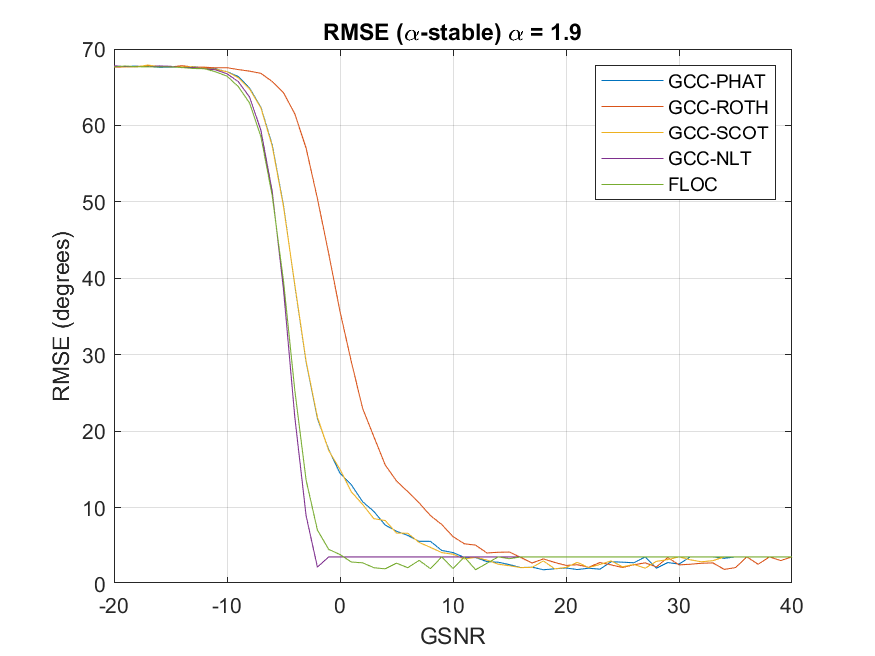 RMSE (α-stable) α = 1.9
70
60
50
40
30
20
10
0
RMSE (degrees)
GCC-PHAT
GCC-ROTH
GCC-SCOT
GCC-NLT
FLOC
-20 -10 0 10 20 30 40
GSNR